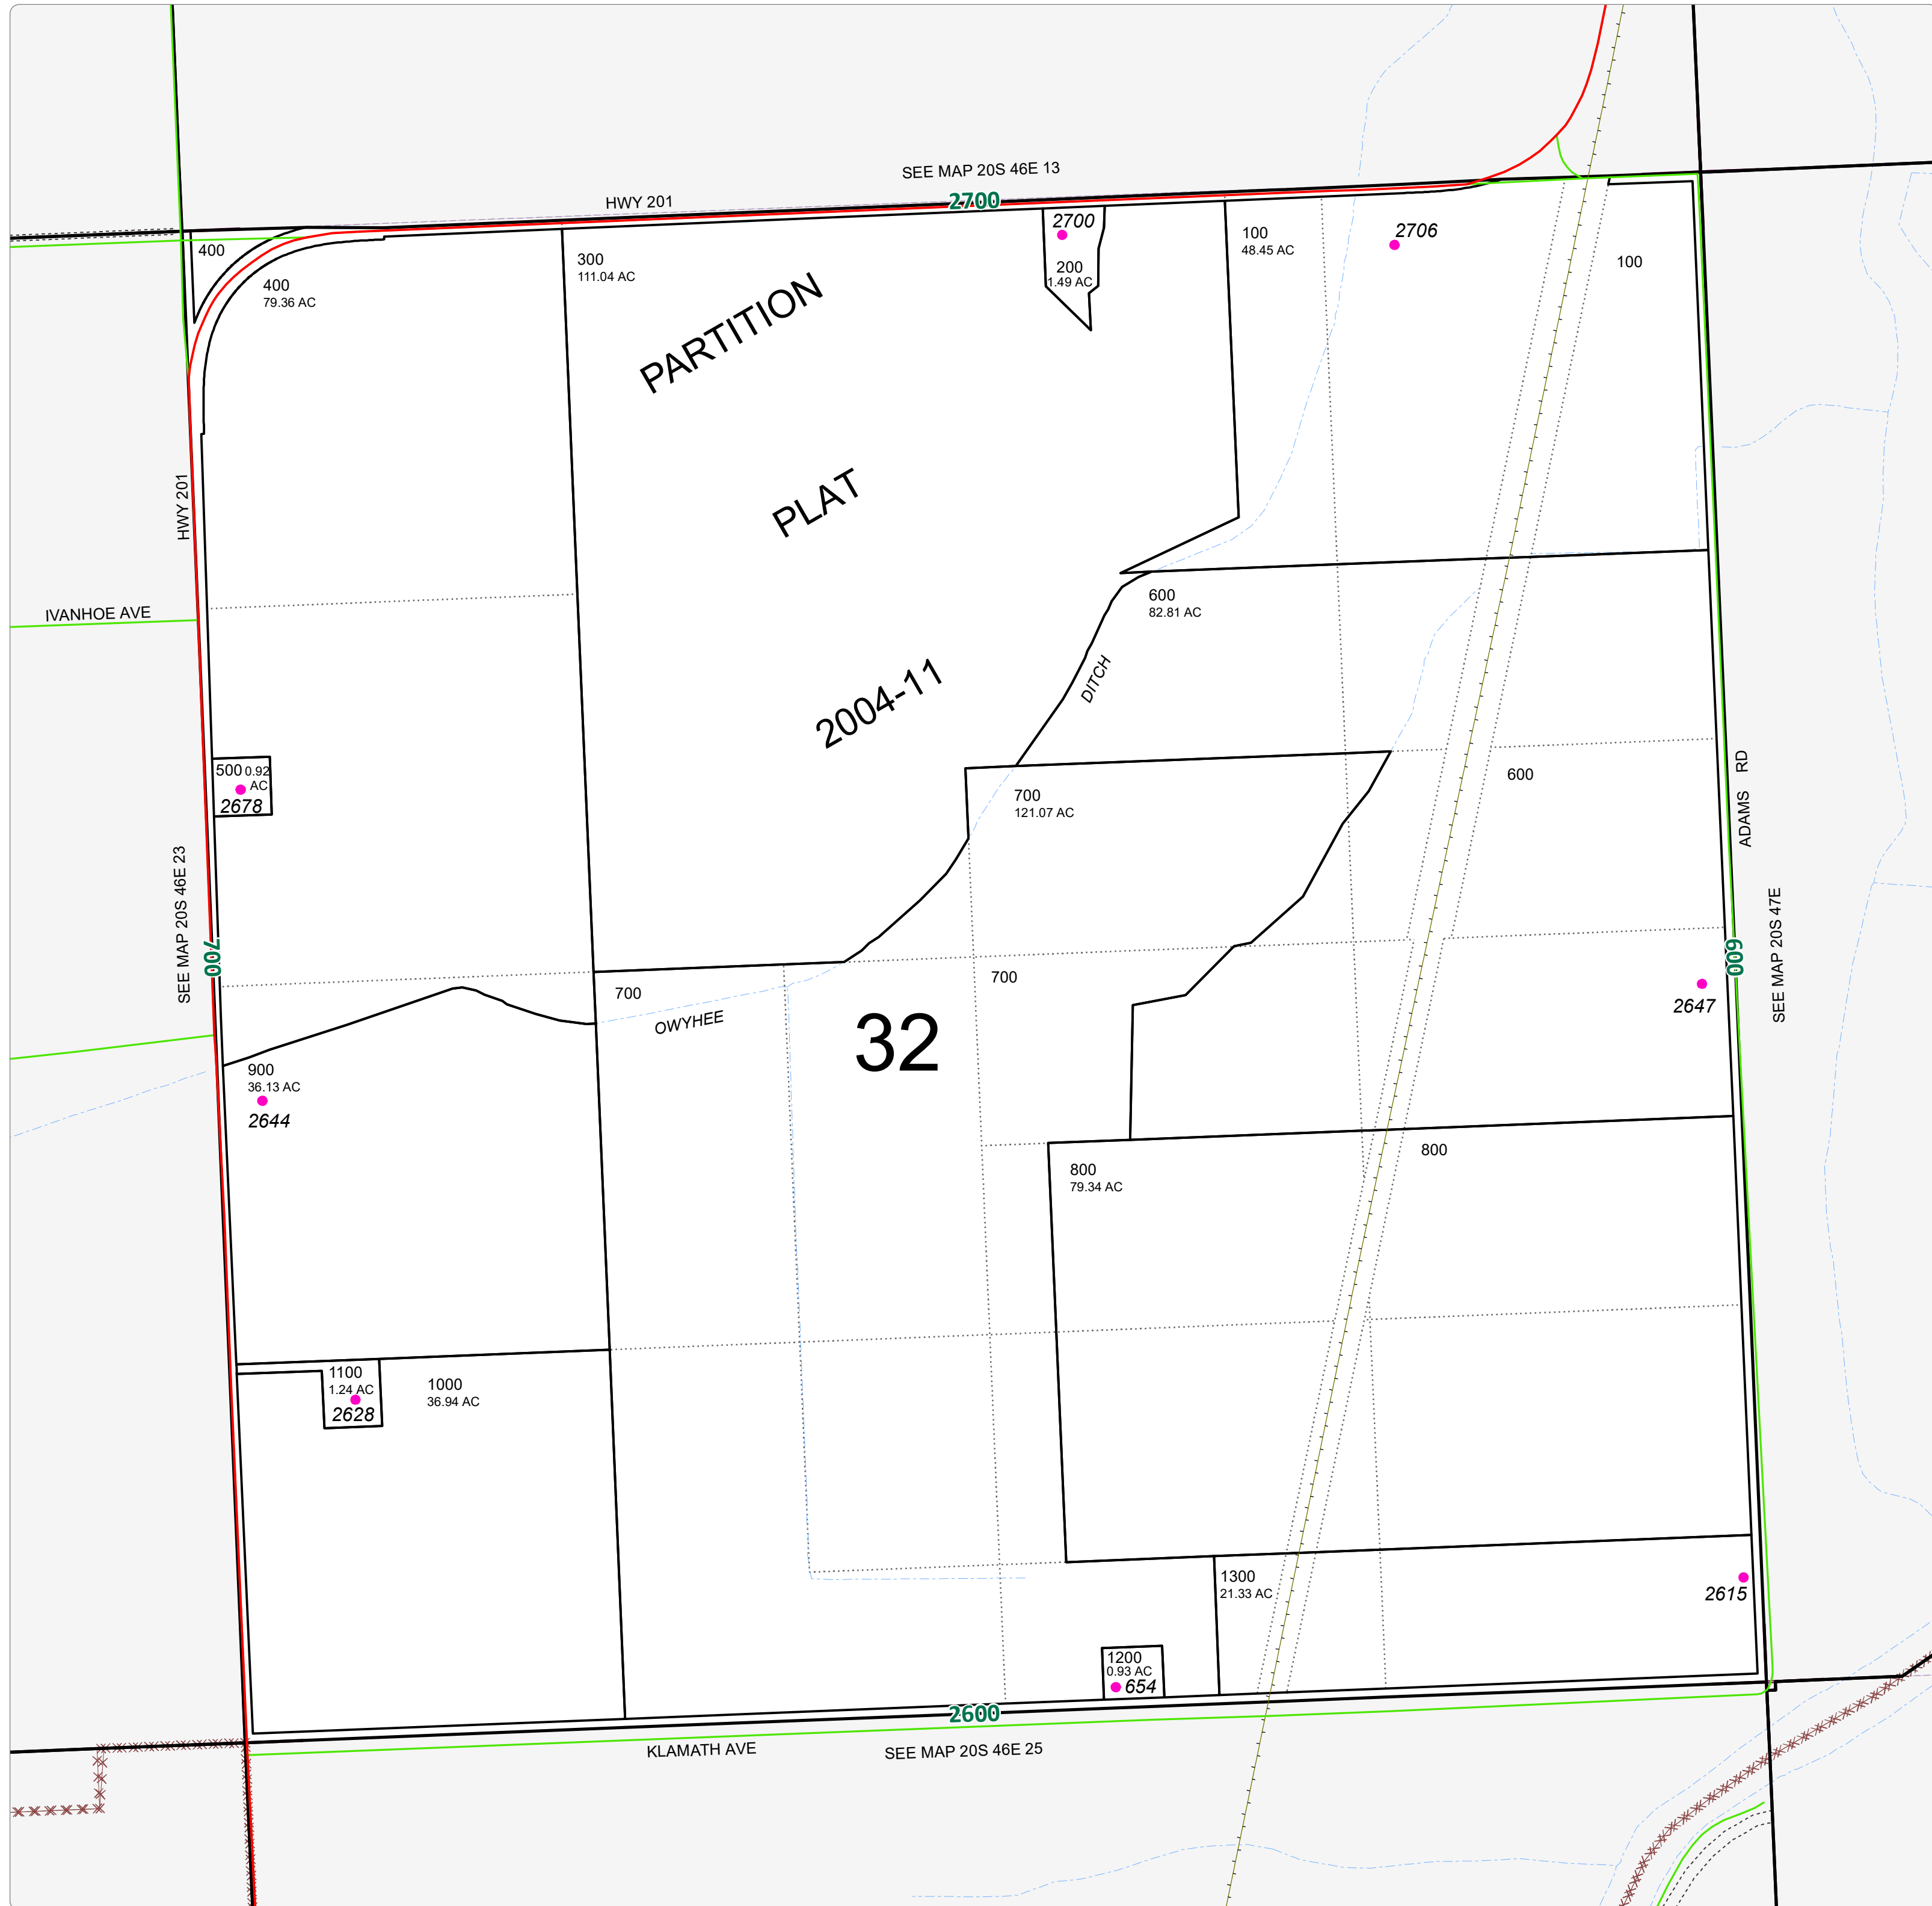 SEE MAP 20S 46E 13
HWY 201
2700
400
400
79.36 AC
300
111.04 AC
2700
200
1.49 AC
100
48.45 AC
2706
100
PARTITION
PLAT
2004-11
HWY 201
IVANHOE AVE
600
82.81 AC
DITCH
500 0.92
AC
2678
700
121.07 AC
600
ADAMS RD
SEE MAP 20S 46E 23
700
700
700
OWYHEE
32
600
2647
SEE MAP 20S 47E
900
36.13 AC
2644
800
79.34 AC
800
1100
1.24 AC
2628
1000
36.94 AC
1300
21.33 AC
2615
1200
0.93 AC
654
2600
KLAMATH AVE
SEE MAP 20S 46E 25